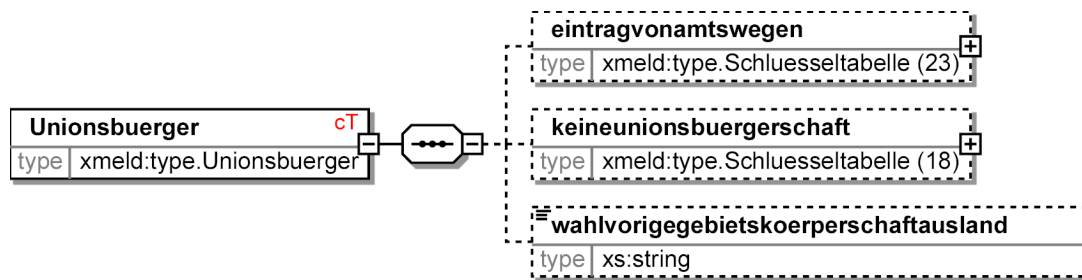 eintragvonamtswegen
type xmeld:type.Schluesseltabelle (23)
Unionsbuerger cT
type xmeld:type.Unionsbuerger
keineunionsbuergerschaft
type xmeld:type.Schluesseltabelle (18)
wahlvorigegebietskoerperschaftausland
type xs:string